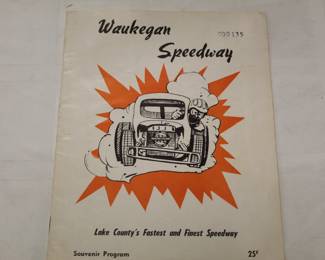 Waukegan
Speedway
Lake County's Fastest and Finest Speedway
Souvenir Program 25¢